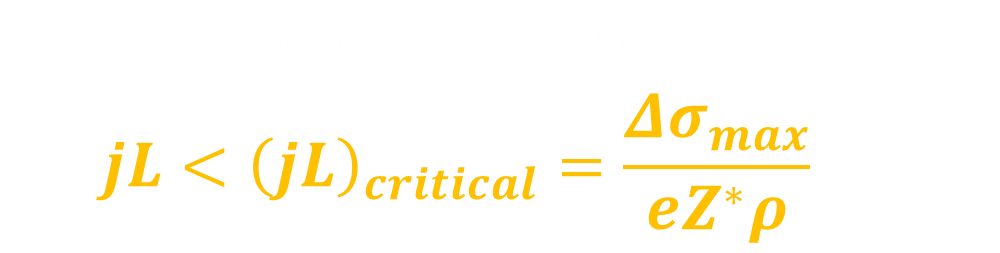 jL < (jL)critical = Δσmax / eZ*ρ